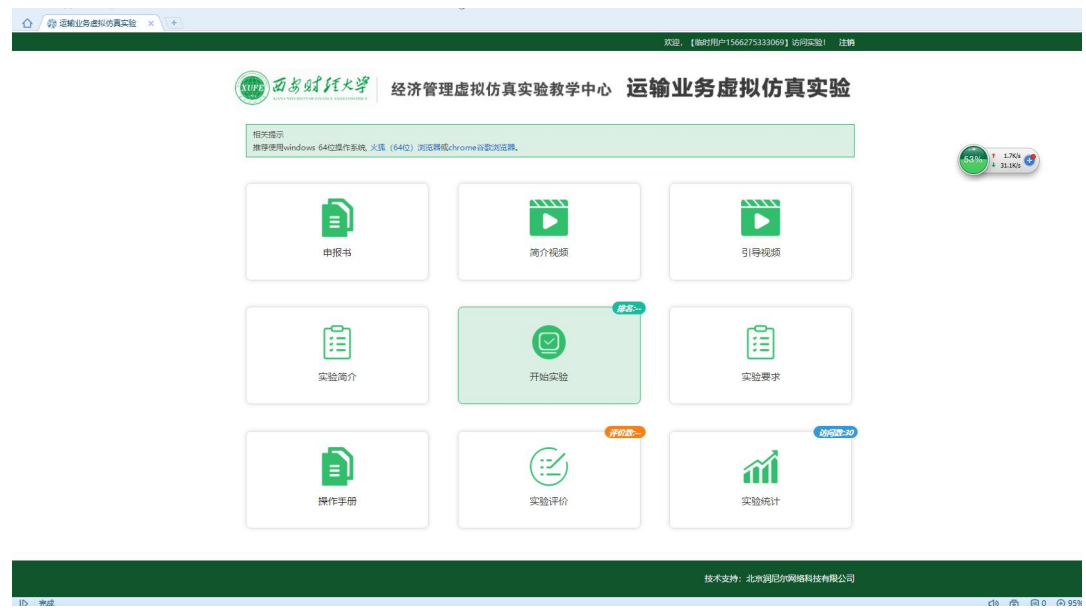 运输业务虚拟仿真实验 × +
欢迎,【临时用户1566275333069】访问实验! 注销
XUFE 西安财经大学 经济管理虚拟仿真实验教学中心 运输业务虚拟仿真实验
相关提示
推荐使用windows 64位操作系统, 火狐(64位)浏览器或chrome谷歌浏览器。
63% 1.7K/s
31.1K/s
申报书 简介视频 引导视频
排名:--
实验简介 开始实验 实验要求
评价数:-- 访问数:30
操作手册 实验评价 实验统计
技术支持:北京润尼尔网络科技有限公司
完成 0 95%